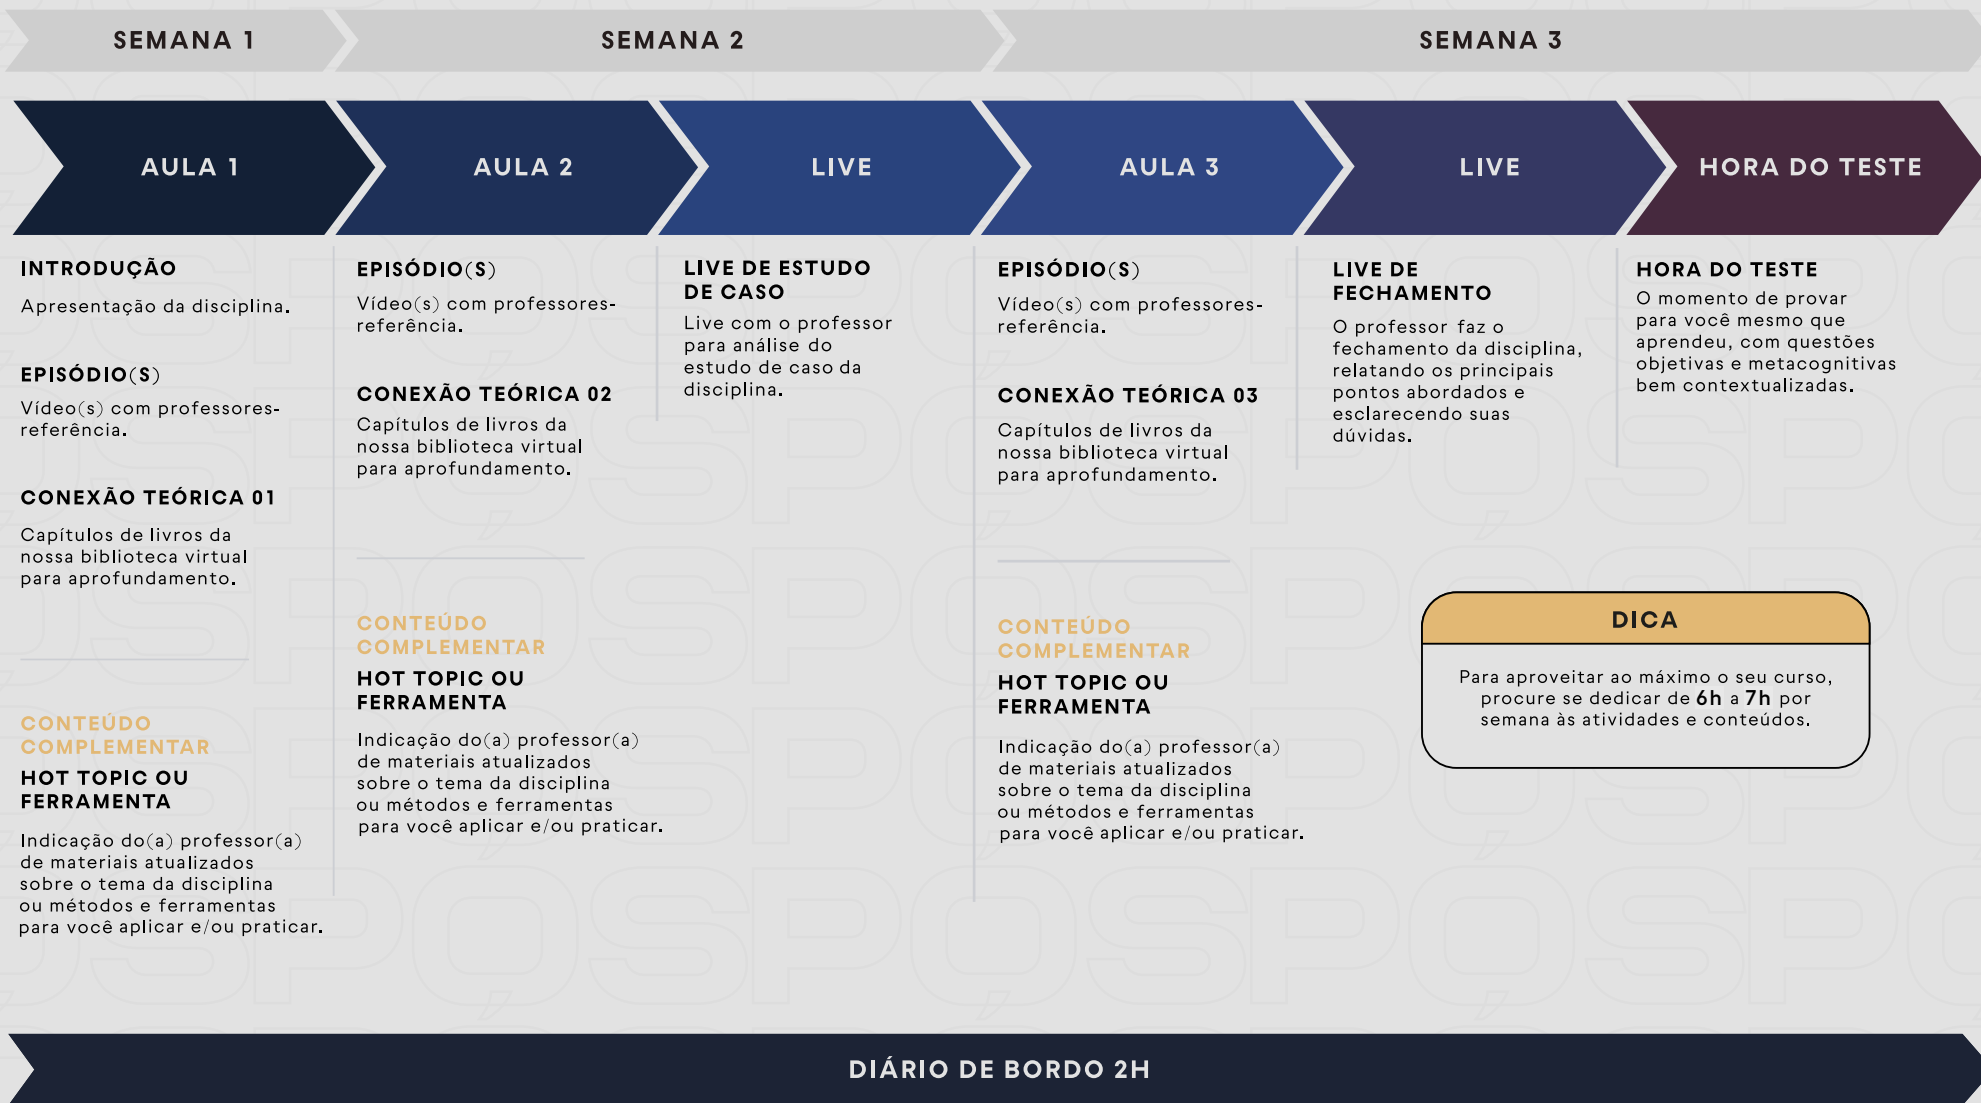 SEMANA 1
SEMANA 2
SEMANA 3
AULA 1
AULA 2
LIVE
AULA 3
LIVE
HORA DO TESTE
INTRODUÇÃO
Apresentação da disciplina.
EPISÓDIO(S)
Vídeo(s) com professores-
referência.
CONEXÃO TEÓRICA 01
Capítulos de livros da
nossa biblioteca virtual
para aprofundamento.
CONTEÚDO
COMPLEMENTAR
HOT TOPIC OU
FERRAMENTA
Indicação do(a) professor(a)
de materiais atualizados
sobre o tema da disciplina
ou métodos e ferramentas
para você aplicar e/ou praticar.
EPISÓDIO(S)
Vídeo(s) com professores-
referência.
CONEXÃO TEÓRICA 02
Capítulos de livros da
nossa biblioteca virtual
para aprofundamento.
CONTEÚDO
COMPLEMENTAR
HOT TOPIC OU
FERRAMENTA
Indicação do(a) professor(a)
de materiais atualizados
sobre o tema da disciplina
ou métodos e ferramentas
para você aplicar e/ou praticar.
LIVE DE ESTUDO
DE CASO
Live com o professor
para análise do
estudo de caso da
disciplina.
EPISÓDIO(S)
Vídeo(s) com professores-
referência.
CONEXÃO TEÓRICA 03
Capítulos de livros da
nossa biblioteca virtual
para aprofundamento.
CONTEÚDO
COMPLEMENTAR
HOT TOPIC OU
FERRAMENTA
Indicação do(a) professor(a)
de materiais atualizados
sobre o tema da disciplina
ou métodos e ferramentas
para você aplicar e/ou praticar.
LIVE DE
FECHAMENTO
O professor faz o
fechamento da disciplina,
relatando os principais
pontos abordados e
esclarecendo suas
dúvidas.
HORA DO TESTE
O momento de provar
para você mesmo que
aprendeu, com questões
objetivas e metacognitivas
bem contextualizadas.
DICA
Para aproveitar ao máximo o seu curso,
procure se dedicar de 6h a 7h por
semana às atividades e conteúdos.
DIÁRIO DE BORDO 2H